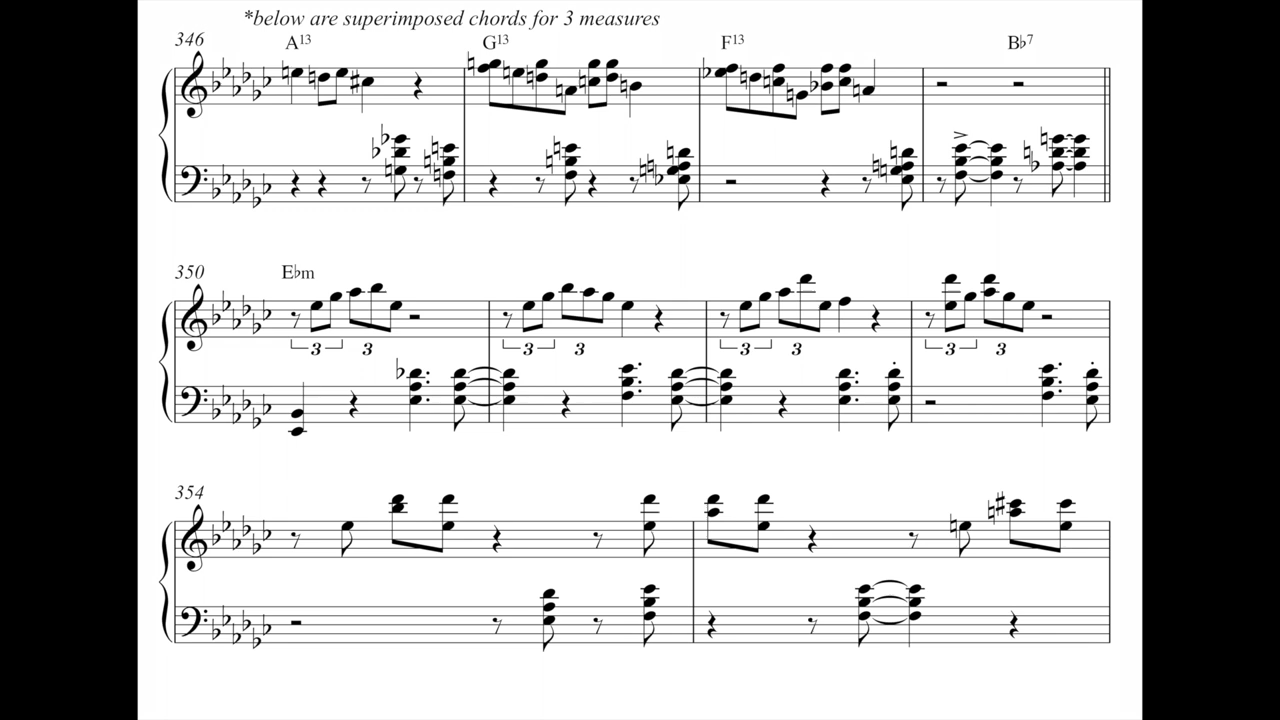 *below are superimposed chords for 3 measures
346 A13 G13 F13 B♭7
350 E♭m
3 3 3 3 3 3 3 3
354